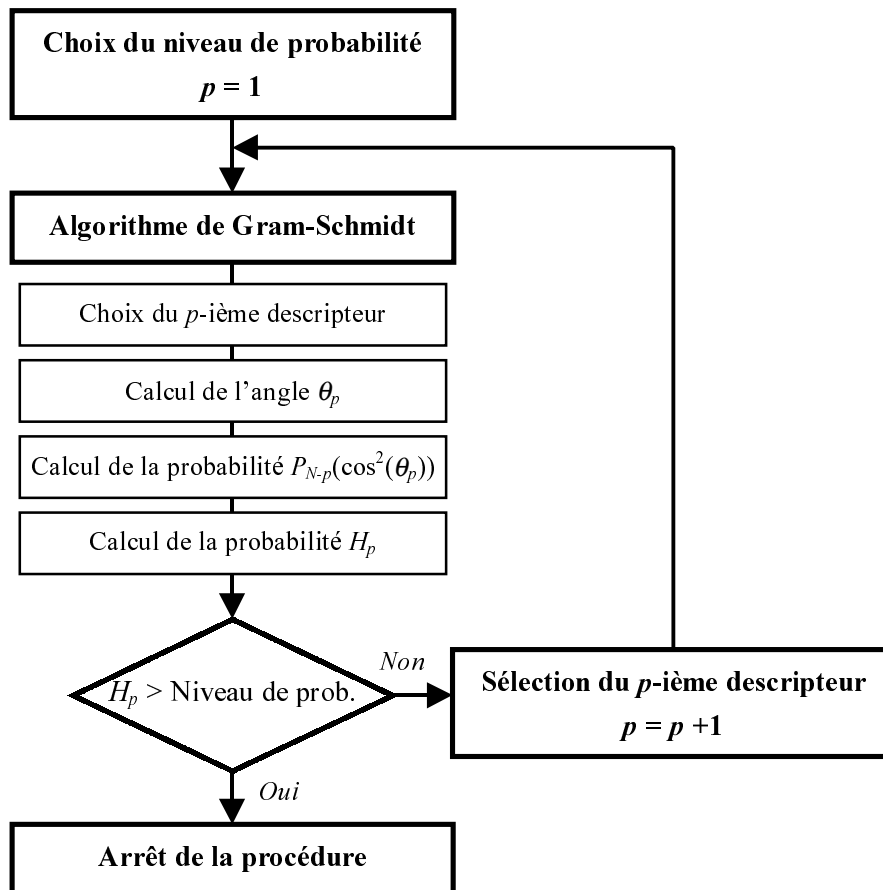 Choix du niveau de probabilité
p = 1
Algorithme de Gram-Schmidt
Choix du p-ième descripteur
Calcul de l’angle θp
Calcul de la probabilité PN-p(cos²(θp))
Calcul de la probabilité Hp
Hp > Niveau de prob.
Non
Sélection du p-ième descripteur
p = p +1
Oui
Arrêt de la procédure